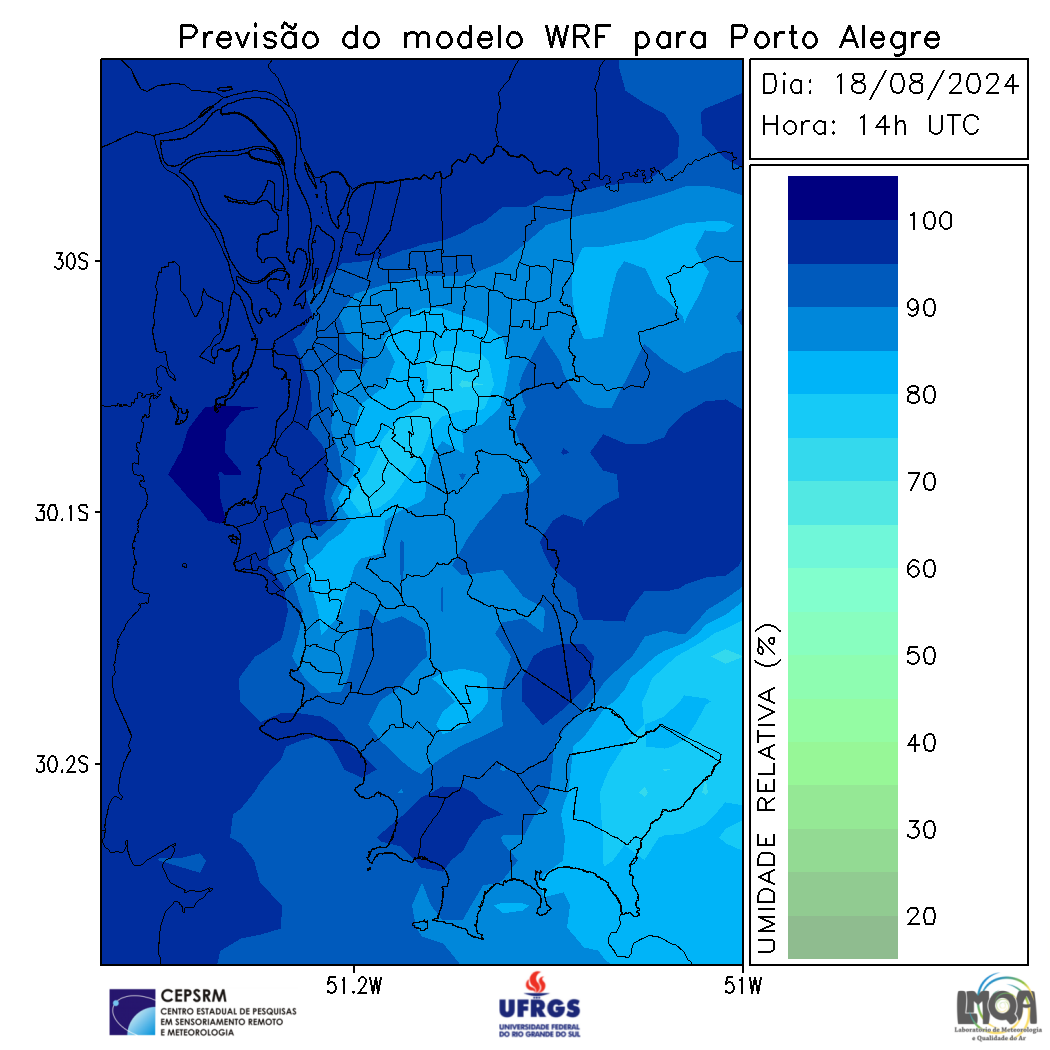 Previsão do modelo WRF para Porto Alegre
Dia: 18/08/2024
Hora: 14h UTC
30S
30.1S
30.2S
51.2W
51W
100
90
80
70
60
50
40
30
20
UMIDADE RELATIVA (%)
CEPSRM
CENTRO ESTADUAL DE PESQUISAS
EM SENSORIAMENTO REMOTO
E METEOROLOGIA
UFRGS
UNIVERSIDADE FEDERAL
DO RIO GRANDE DO SUL
LMQA
Laboratório de Meteorologia
e Qualidade do Ar